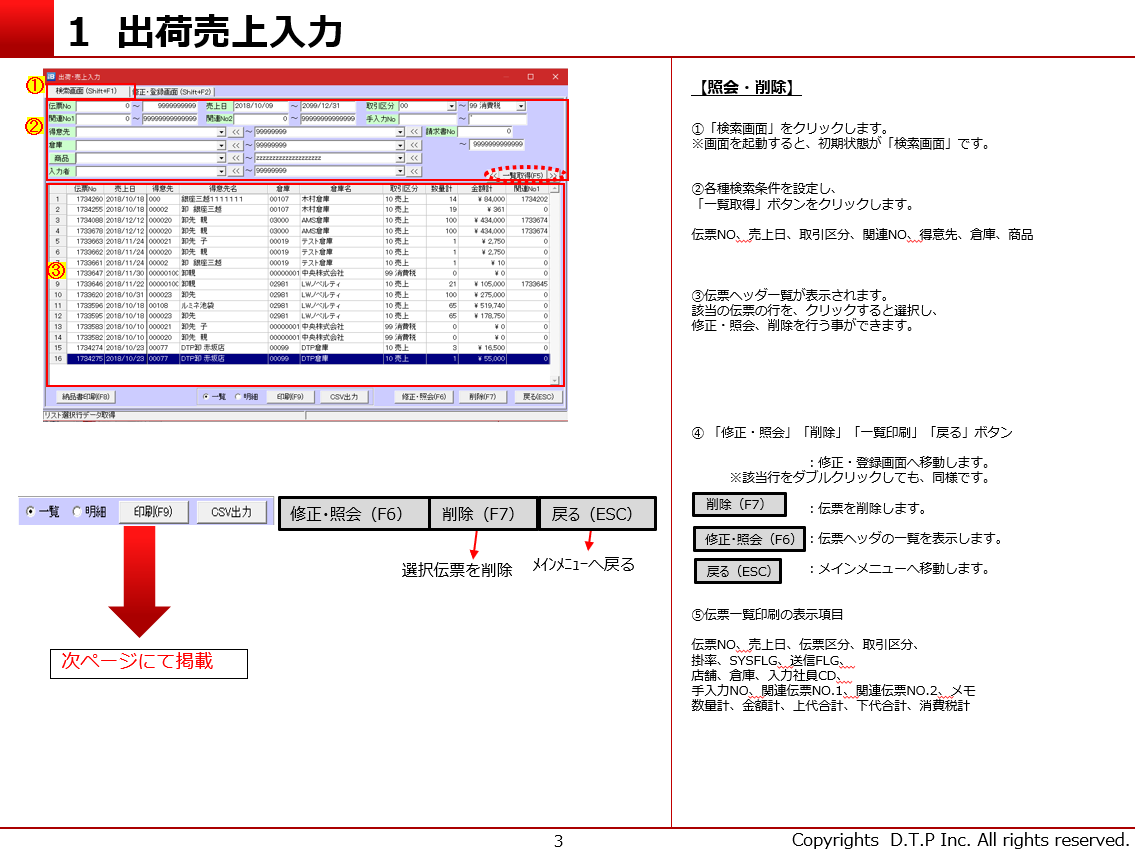 1 出荷売上入力
出荷・売上入力
① 検索画面 (Shift+F1) 修正・登録画面 (Shift+F2)
伝票No 0 ～ 9999999999 売上日 2018/10/09 ～ 2099/12/31 取引区分 00 ～ 99 消費税
② 関連No1 0 ～ 9999999999999 関連No2 0 ～ 9999999999999 手入力No ～
得意先 << ～ 99999999 << 請求書No 0
倉庫 << ～ 99999999 << ～ 9999999999999
商品 << ～ zzzzzzzzzzzzzzzzzzzz <<
入力者 << ～ 99999999 << << 一覧取得(F5) >>
伝票No 売上日 得意先 得意先名 倉庫 倉庫名 取引区分 数量計 金額計 関連No1
1 1734260 2018/10/18 000 銀座三越1111111 00107 木村倉庫 10 売上 14 ¥ 84,000 1734202
2 1734255 2018/10/18 0002 卸 銀座三越 00107 木村倉庫 10 売上 19 ¥ 361 0
3 1734088 2018/12/12 000020 卸先 親 03000 AMS倉庫 10 売上 100 ¥ 434,000 1733674
4 1733678 2018/12/12 000020 卸先 親 03000 AMS倉庫 10 売上 100 ¥ 434,000 1733674
5 1733663 2018/11/24 000021 卸先 子 00019 テスト倉庫 10 売上 1 ¥ 2,750 0
6 1733662 2018/11/24 000020 卸先 親 00019 テスト倉庫 10 売上 1 ¥ 2,750 0
1733661 2018/11/24 0002 卸 銀座三越 00019 テスト倉庫 10 売上 1 ¥ 10 0
③ 1733647 2018/11/30 0000010C 卸親 00000001 中央株式会社 99 消費税 0 ¥ 0 0
9 1733646 2018/11/22 0000010C 卸親 02981 LWノベルティ 10 売上 21 ¥ 105,000 1733645
10 1733620 2018/10/31 000023 卸先 02981 LWノベルティ 10 売上 100 ¥ 275,000 0
11 1733596 2018/10/18 00108 ルミネ池袋 02981 LWノベルティ 10 売上 65 ¥ 519,740 0
12 1733595 2018/10/18 000023 卸先 02981 LWノベルティ 10 売上 65 ¥ 178,750 0
13 1733583 2018/10/10 000021 卸先 子 00000001 中央株式会社 99 消費税 0 ¥ 0 0
14 1733582 2018/10/10 000020 卸先 親 00000001 中央株式会社 99 消費税 0 ¥ 0 0
15 1734274 2018/10/23 00077 DTP卸 赤坂店 00099 DTP倉庫 10 売上 3 ¥ 16,500 0
16 1734275 2018/10/23 00077 DTP卸 赤坂店 00099 DTP倉庫 10 売上 1 ¥ 55,000 0
納品書印刷(F8) 一覧 明細 印刷(F9) CSV出力 修正・照会(F6) 削除(F7) 戻る(ESC)
リスト選択行データ取得
一覧 明細 印刷(F9) CSV出力 修正・照会（F6） 削除（F7） 戻る（ESC）
選択伝票を削除 ﾒｲﾝﾒﾆｭｰへ戻る
次ページにて掲載
【照会・削除】
①「検索画面」をクリックします。
※画面を起動すると、初期状態が「検索画面」です。
②各種検索条件を設定し、
「一覧取得」ボタンをクリックします。
伝票NO、売上日、取引区分、関連NO、得意先、倉庫、商品
③伝票ヘッダ一覧が表示されます。
該当の伝票の行を、クリックすると選択し、
修正・照会、削除を行う事ができます。
④ 「修正・照会」「削除」「一覧印刷」「戻る」ボタン
：修正・登録画面へ移動します。
※該当行をダブルクリックしても、同様です。
削除（F7） ：伝票を削除します。
修正・照会（F6） ：伝票ヘッダの一覧を表示します。
戻る（ESC） ：メインメニューへ移動します。
⑤伝票一覧印刷の表示項目
伝票NO、売上日、伝票区分、取引区分、
掛率、SYSFLG、送信FLG、
店舗、倉庫、入力社員CD、
手入力NO、関連伝票NO.1、関連伝票NO.2、メモ
数量計、金額計、上代合計、下代合計、消費税計
3
Copyrights D.T.P Inc. All rights reserved.